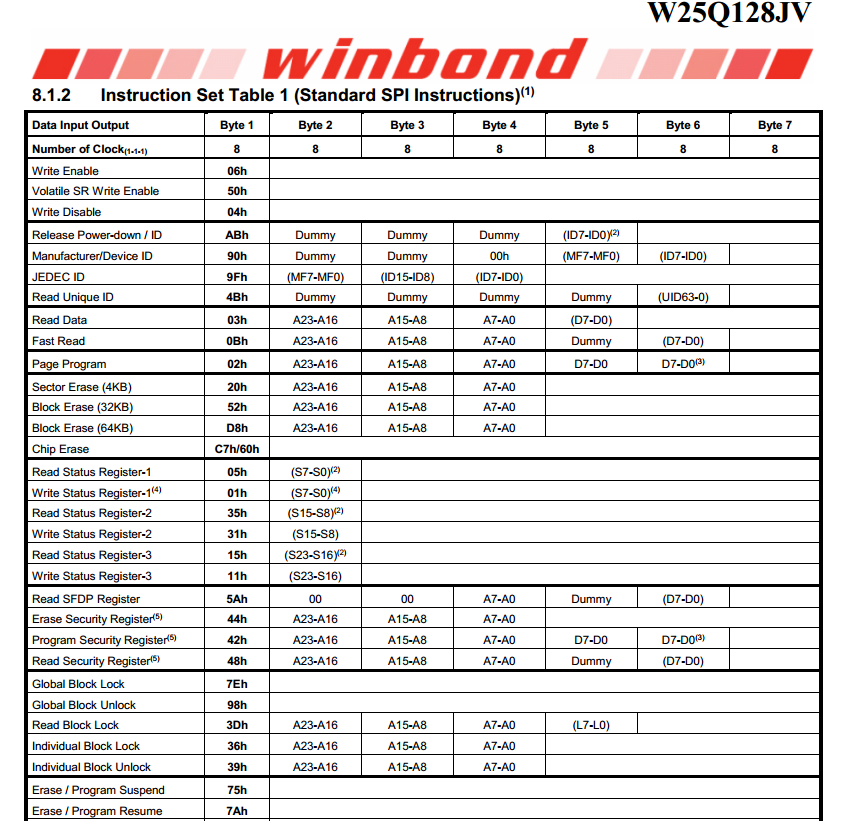 W25Q128JV
winbond
8.1.2 Instruction Set Table 1 (Standard SPI Instructions)(1)
Data Input Output Byte 1 Byte 2 Byte 3 Byte 4 Byte 5 Byte 6 Byte 7
Number of Clock(1-1-1) 8 8 8 8 8 8 8
Write Enable 06h
Volatile SR Write Enable 50h
Write Disable 04h
Release Power-down / ID ABh Dummy Dummy Dummy (ID7-ID0)(2)
Manufacturer/Device ID 90h Dummy Dummy 00h (MF7-MF0) (ID7-ID0)
JEDEC ID 9Fh (MF7-MF0) (ID15-ID8) (ID7-ID0)
Read Unique ID 4Bh Dummy Dummy Dummy Dummy (UID63-0)
Read Data 03h A23-A16 A15-A8 A7-A0 (D7-D0)
Fast Read 0Bh A23-A16 A15-A8 A7-A0 Dummy (D7-D0)
Page Program 02h A23-A16 A15-A8 A7-A0 D7-D0 D7-D0(3)
Sector Erase (4KB) 20h A23-A16 A15-A8 A7-A0
Block Erase (32KB) 52h A23-A16 A15-A8 A7-A0
Block Erase (64KB) D8h A23-A16 A15-A8 A7-A0
Chip Erase C7h/60h
Read Status Register-1 05h (S7-S0)(2)
Write Status Register-1(4) 01h (S7-S0)(4)
Read Status Register-2 35h (S15-S8)(2)
Write Status Register-2 31h (S15-S8)
Read Status Register-3 15h (S23-S16)(2)
Write Status Register-3 11h (S23-S16)
Read SFDP Register 5Ah 00 00 A7-A0 Dummy (D7-D0)
Erase Security Register(5) 44h A23-A16 A15-A8 A7-A0
Program Security Register(5) 42h A23-A16 A15-A8 A7-A0 D7-D0 D7-D0(3)
Read Security Register(5) 48h A23-A16 A15-A8 A7-A0 Dummy (D7-D0)
Global Block Lock 7Eh
Global Block Unlock 98h
Read Block Lock 3Dh A23-A16 A15-A8 A7-A0 (L7-L0)
Individual Block Lock 36h A23-A16 A15-A8 A7-A0
Individual Block Unlock 39h A23-A16 A15-A8 A7-A0
Erase / Program Suspend 75h
Erase / Program Resume 7Ah